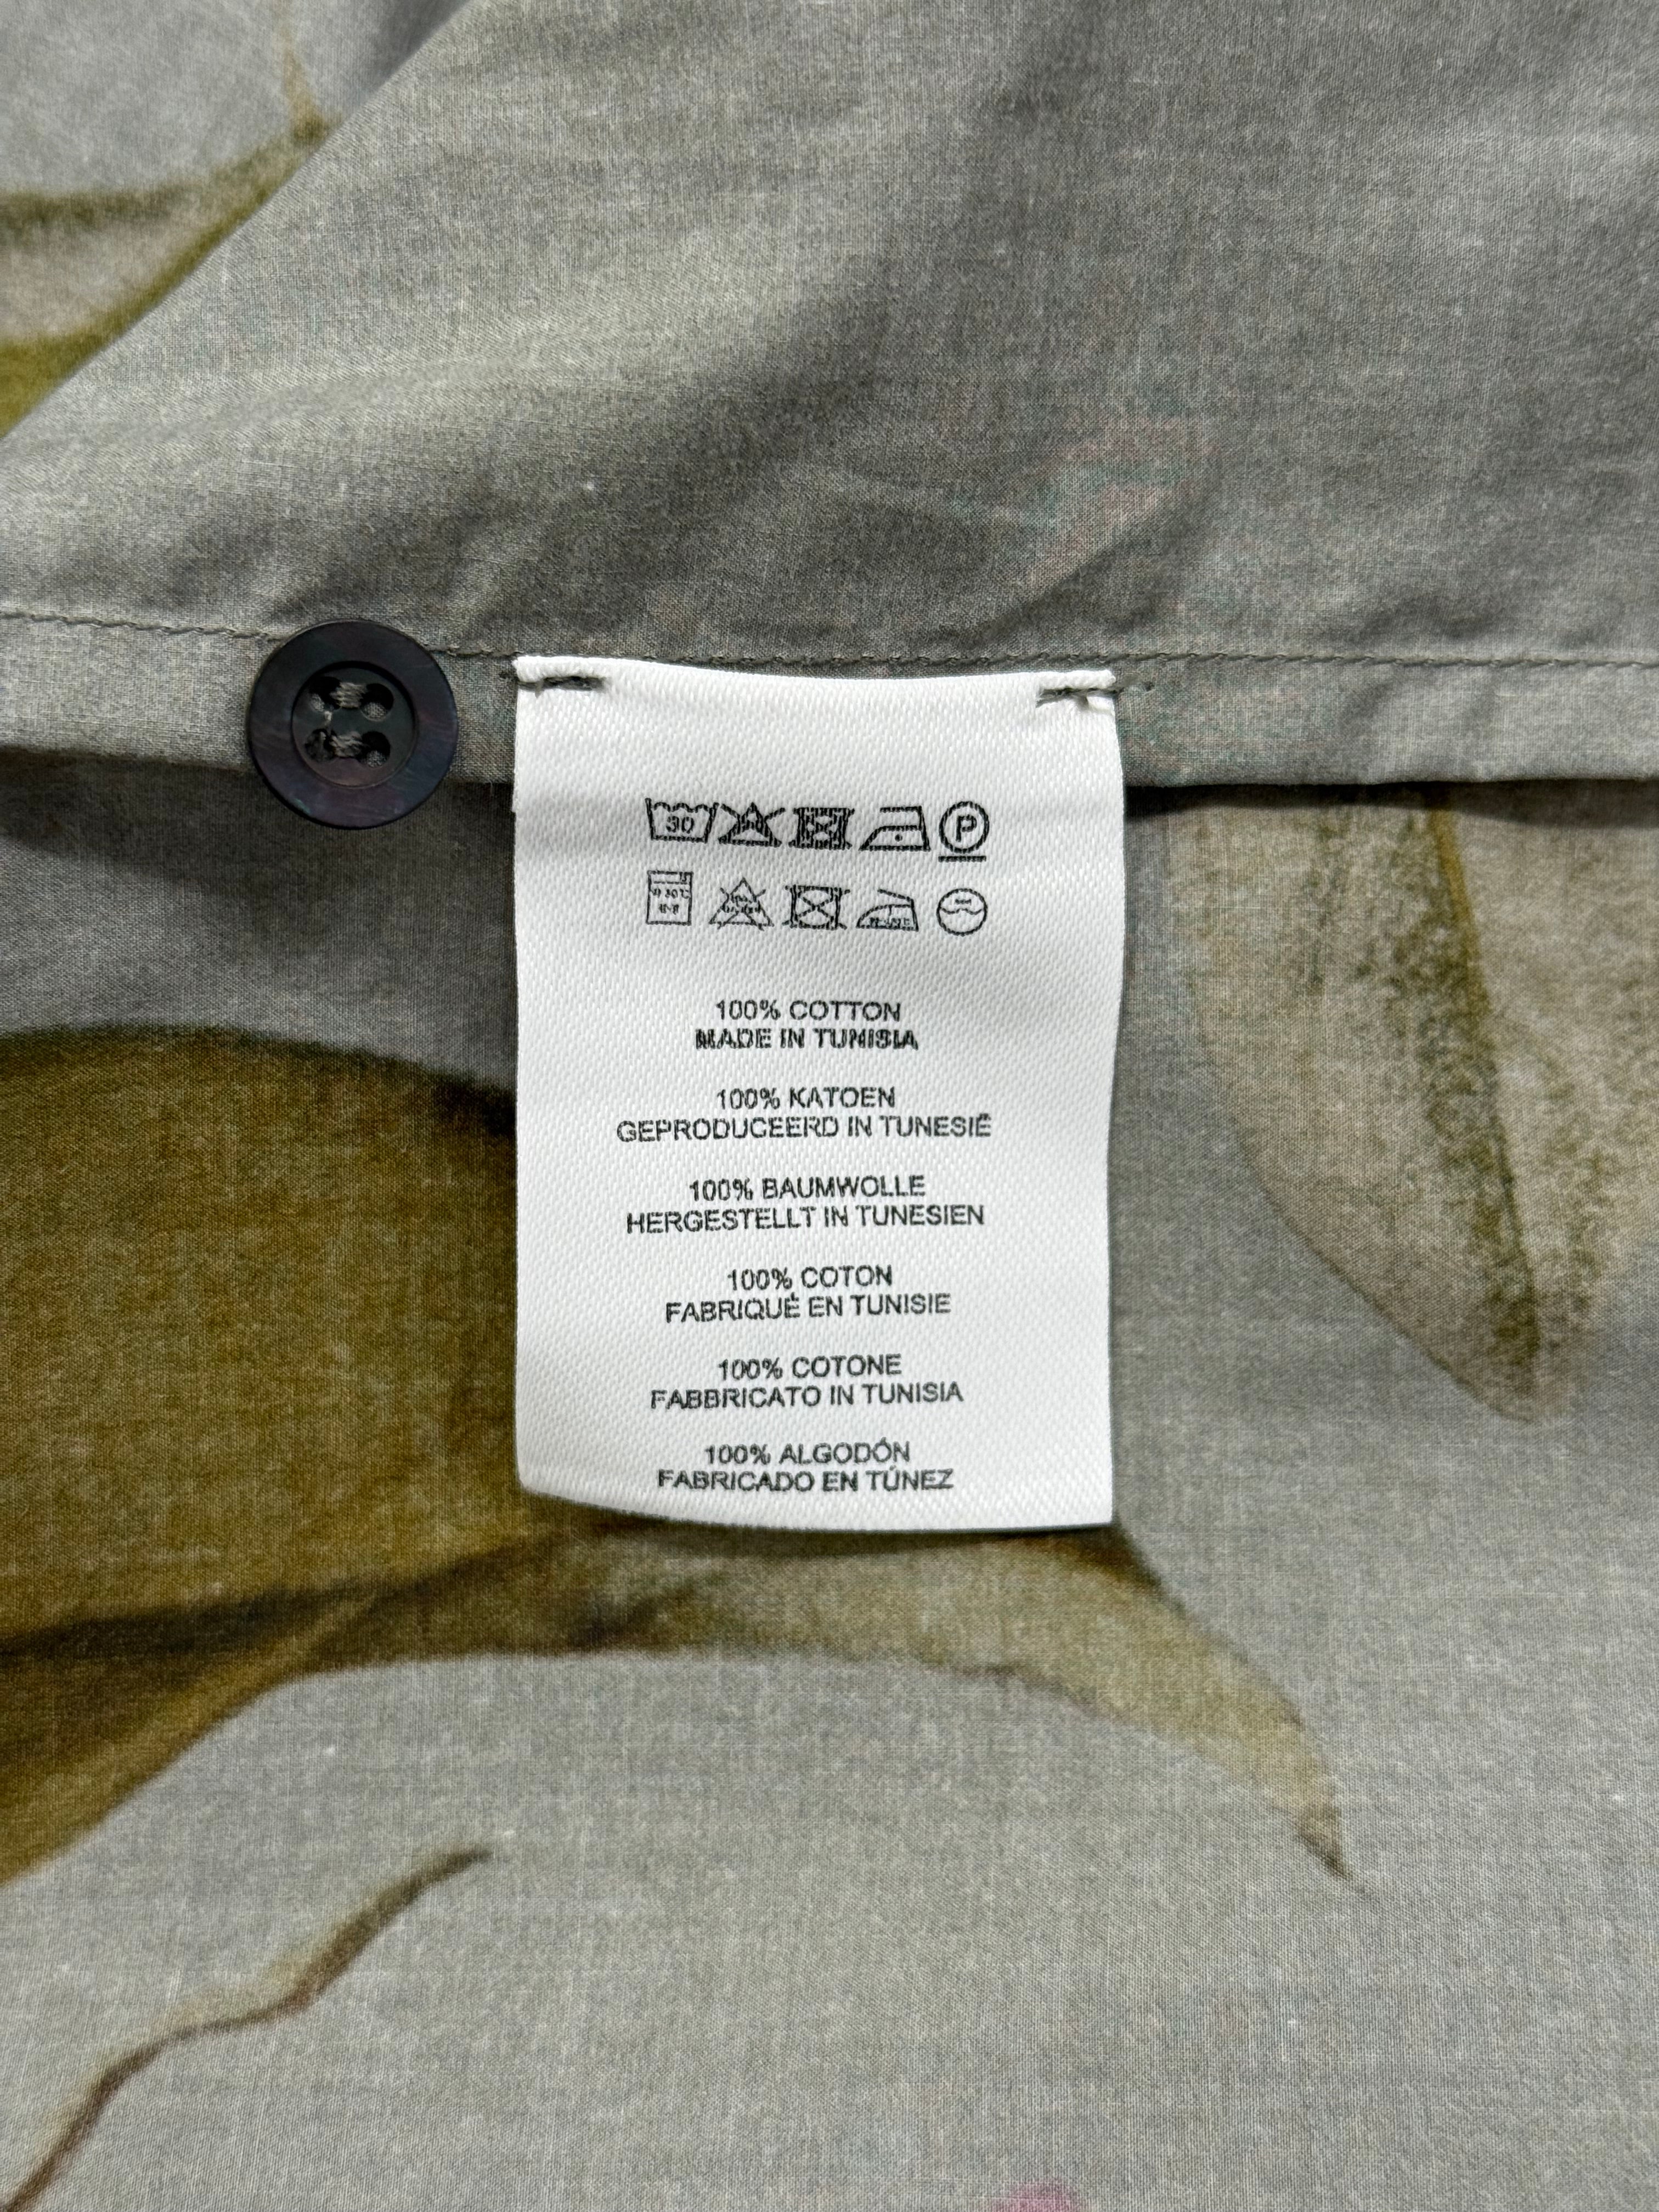 30
P
100% COTTON
MADE IN TUNISIA
100% KATOEN
GEPRODUCEERD IN TUNESIË
100% BAUMWOLLE
HERGESTELLT IN TUNESIEN
100% COTON
FABRIQUÉ EN TUNISIE
100% COTONE
FABBRICATO IN TUNISIA
100% ALGODÓN
FABRICADO EN TÚNEZ